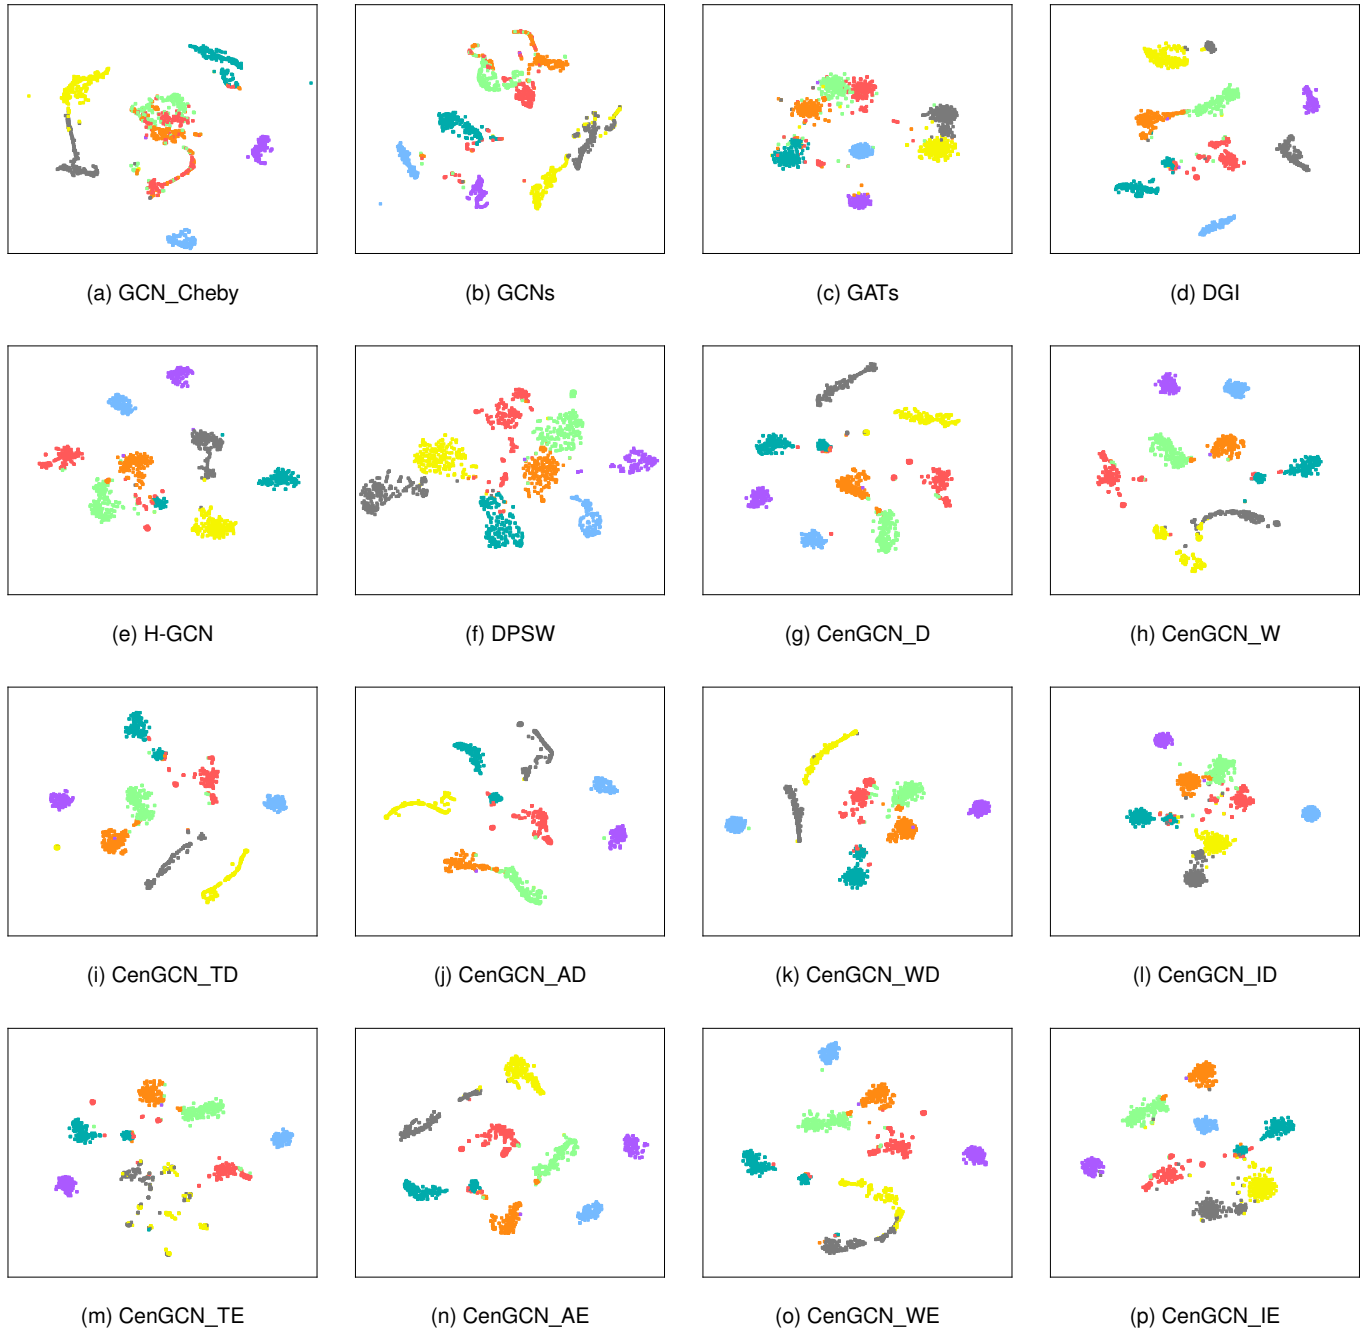 (a) GCN_Cheby
(b) GCNs
(c) GATs
(d) DGI
(e) H-GCN
(f) DPSW
(g) CenGCN_D
(h) CenGCN_W
(i) CenGCN_TD
(j) CenGCN_AD
(k) CenGCN_WD
(l) CenGCN_ID
(m) CenGCN_TE
(n) CenGCN_AE
(o) CenGCN_WE
(p) CenGCN_IE